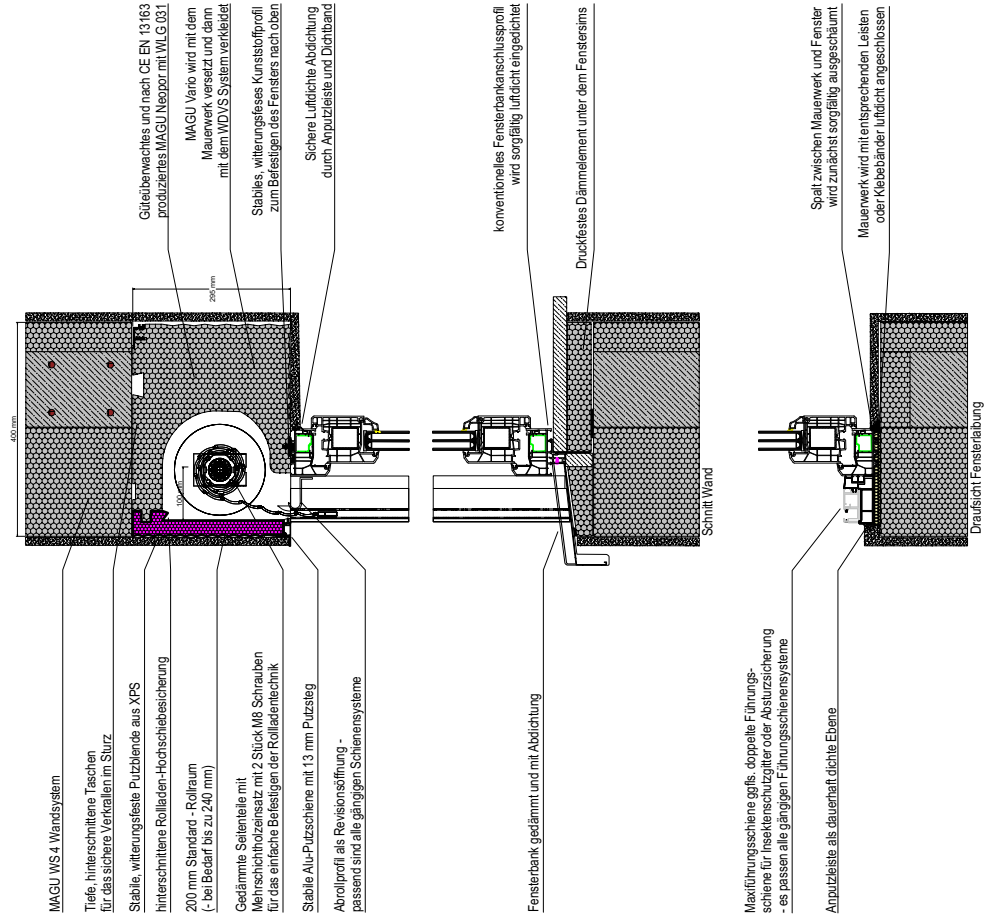 MAGU WS 4 Wandsystem
Tiefe, hinterschnittene Taschen
für das sichere Verkrallen im Sturz
Stabile, witterungsfeste Putzblende aus XPS
hinterschnittene Rollladen-Hochschiebesicherung
200 mm Standard - Rollraum
(- bei Bedarf bis zu 240 mm)
Gedämmte Seitenteile mit
Mehrschichtholzeinsatz mit 2 Stück M8 Schrauben
für das einfache Befestigen der Rolladentechnik
Stabile Alu-Putzschiene mit 13 mm Putzsteg
Abrollprofil als Revisionsöffnung -
passend sind alle gängigen Schienensysteme
Fensterbank gedämmt und mit Abdichtung
Maxiführungsschiene ggfls. doppelte Führungs-
schiene für Insektenschutzgitter oder Absturzsicherung
- es passen alle gängigen Führungsschienensysteme
Anputzleiste als dauerhaft dichte Ebene
400 mm
295 mm
100 mm
Schnitt Wand
Draufsicht Fensterlaibung
Güteüberwachtes und nach CE EN 13163
produziertes MAGU Neopor mit WLG 031
MAGU Vario wird mit dem
Mauerwerk versetzt und dann
mit dem WDVS System verkleidet
Stabiles, witterungsfeses Kunststoffprofil
zum Befestigen des Fensters nach oben
Sichere Luftdichte Abdichtung
durch Anputzleiste und Dichtband
konventionelles Fensterbankanschlussprofil
wird sorgfältig luftdicht eingedichtet
Druckfestes Dämmelement unter dem Fenstersims
Spalt zwischen Mauerwerk und Fenster
wird zunächst sorgfältig ausgeschäumt
Mauerwerk wird mit entsprechenden Leisten
oder Klebebänder luftdicht angeschlossen